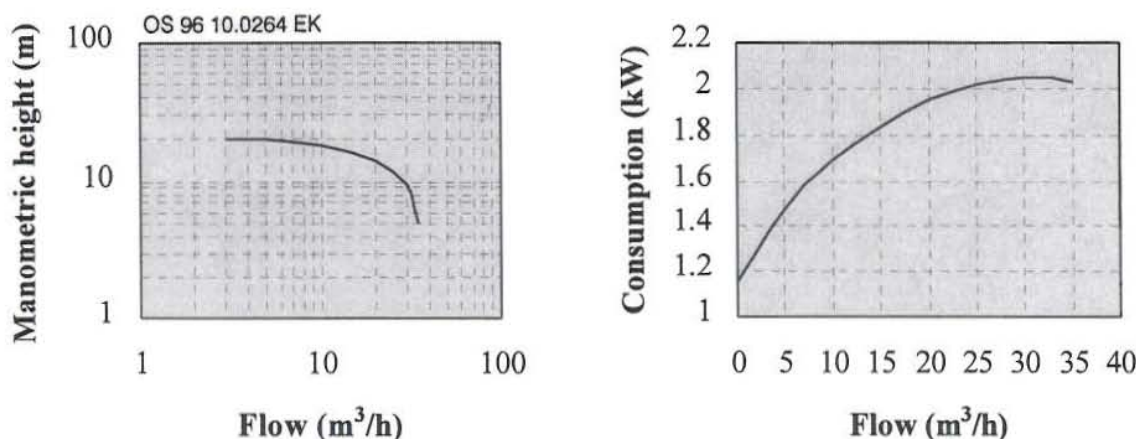 OS 96 10.0264 EK
Manometric height (m)
100
10
1
1 10 100
Flow (m³/h)
Consumption (kW)
2.2
2
1.8
1.6
1.4
1.2
1
0 5 10 15 20 25 30 35 40
Flow (m³/h)